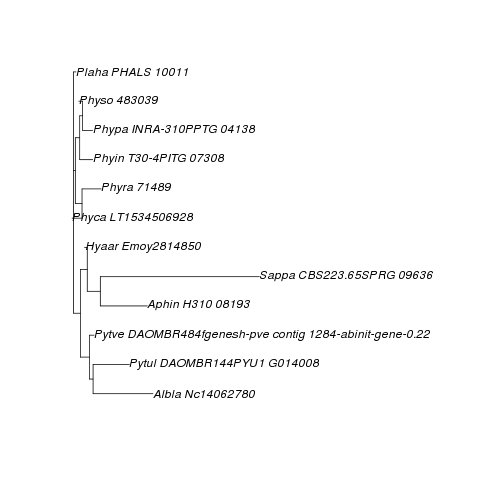 Plaha PHALS 10011
Physo 483039
Phypa INRA-310PPTG 04138
Phyin T30-4PITG 07308
Phyra 71489
Phyca LT1534506928
Hyaar Emoy2814850
Sappa CBS223.65SPRG 09636
Aphin H310 08193
Pytve DAOMBR484fgenesh-pve contig 1284-abinit-gene-0.22
Pytul DAOMBR144PYU1 G014008
Albla Nc14062780